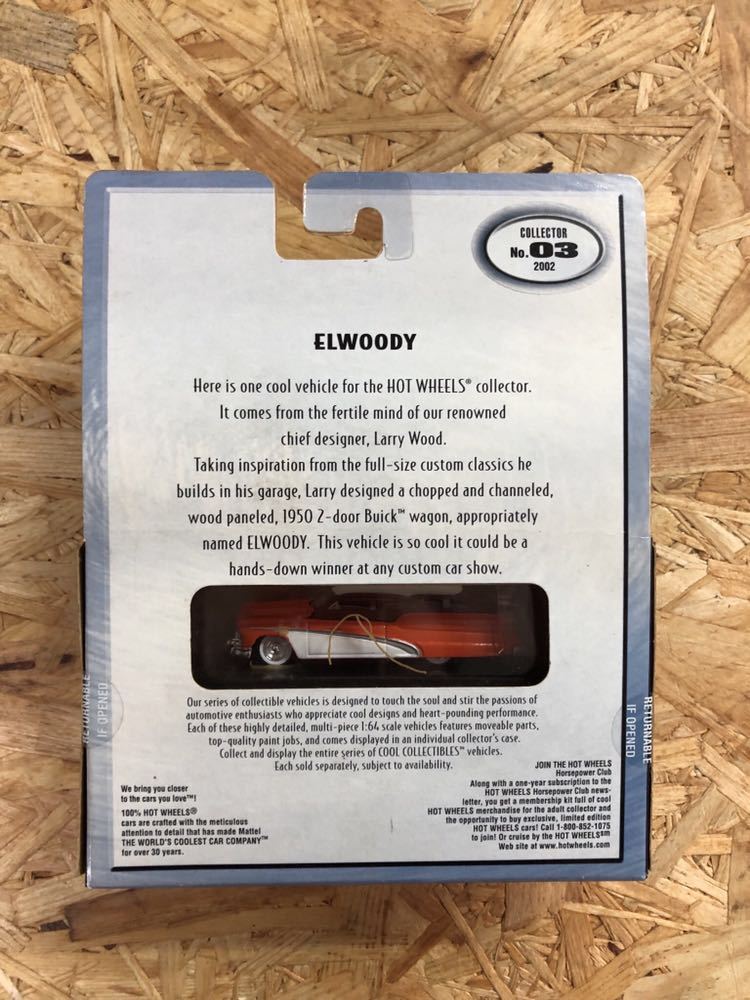 COLLECTOR
No.03
2002
ELWOODY
Here is one cool vehicle for the HOT WHEELS® collector.
It comes from the fertile mind of our renowned
chief designer, Larry Wood.
Taking inspiration from the full-size custom classics he
builds in his garage, Larry designed a chopped and channeled,
wood paneled, 1950 2-door Buick™ wagon, appropriately
named ELWOODY. This vehicle is so cool it could be a
hands-down winner at any custom car show.
Our series of collectible vehicles is designed to touch the soul and stir the passions of
automotive enthusiasts who appreciate cool designs and heart-pounding performance.
Each of these highly detailed, multi-piece 1:64 scale vehicles features moveable parts,
top-quality paint jobs, and comes displayed in an individual collector's case.
Collect and display the entire series of COOL COLLECTIBLES™ vehicles.
Each sold separately, subject to availability.
We bring you closer
to the cars you love™!
100% HOT WHEELS®
cars are crafted with the meticulous
attention to detail that has made Mattel
THE WORLD'S COOLEST CAR COMPANY™
for over 30 years.
JOIN THE HOT WHEELS
Horsepower Club
Along with a one-year subscription to the
HOT WHEELS Horsepower Club news-
letter, you get a membership kit full of cool
HOT WHEELS merchandise for the adult collector and
the opportunity to buy exclusive, limited edition
HOT WHEELS cars! Call 1-800-852-1075
to join! Or cruise by the HOT WHEELS℠
Web site at www.hotwheels.com
RETURNABLE
IF OPENED
RETURNABLE
IF OPENED